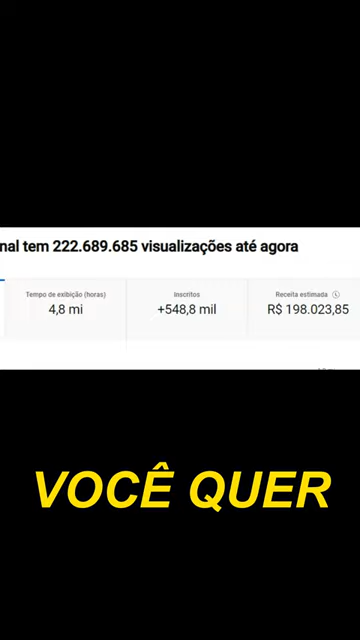 nal tem 222.689.685 visualizações até agora
Tempo de exibição (horas)
Inscritos
Receita estimada
4,8 mi
+548,8 mil
R$ 198.023,85
VOCÊ QUER